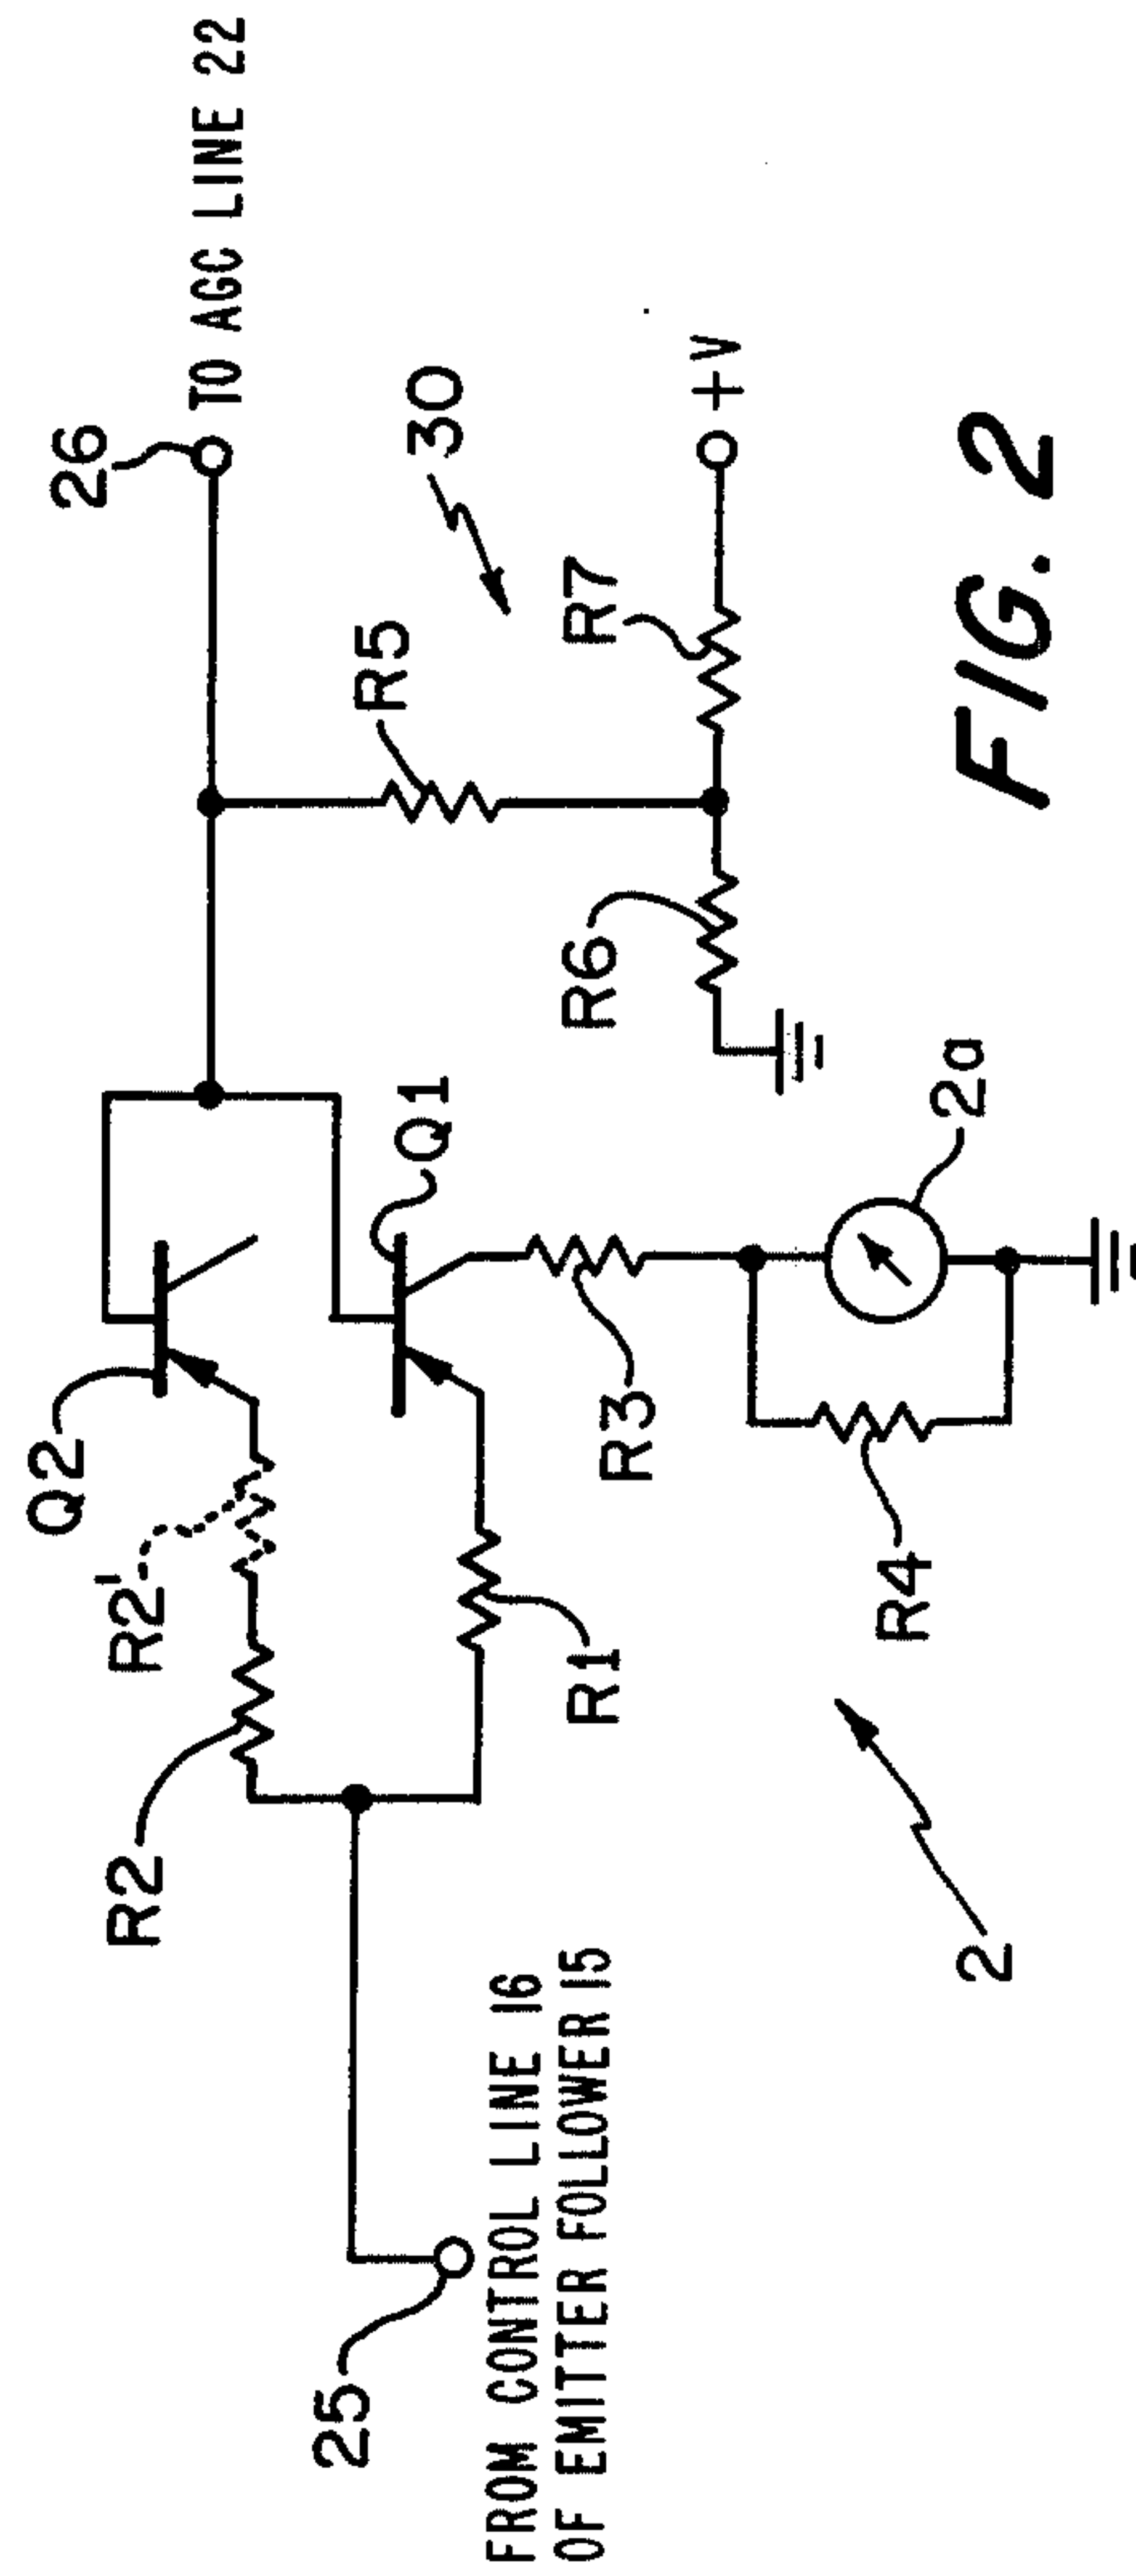 26
TO AGC LINE 22
Q2
R2'
R2
R5
30
Q1
R7
+V
R6
R1
R3
25
FROM CONTROL LINE 16
OF EMITTER FOLLOWER 15
R4
2a
2
FIG. 2